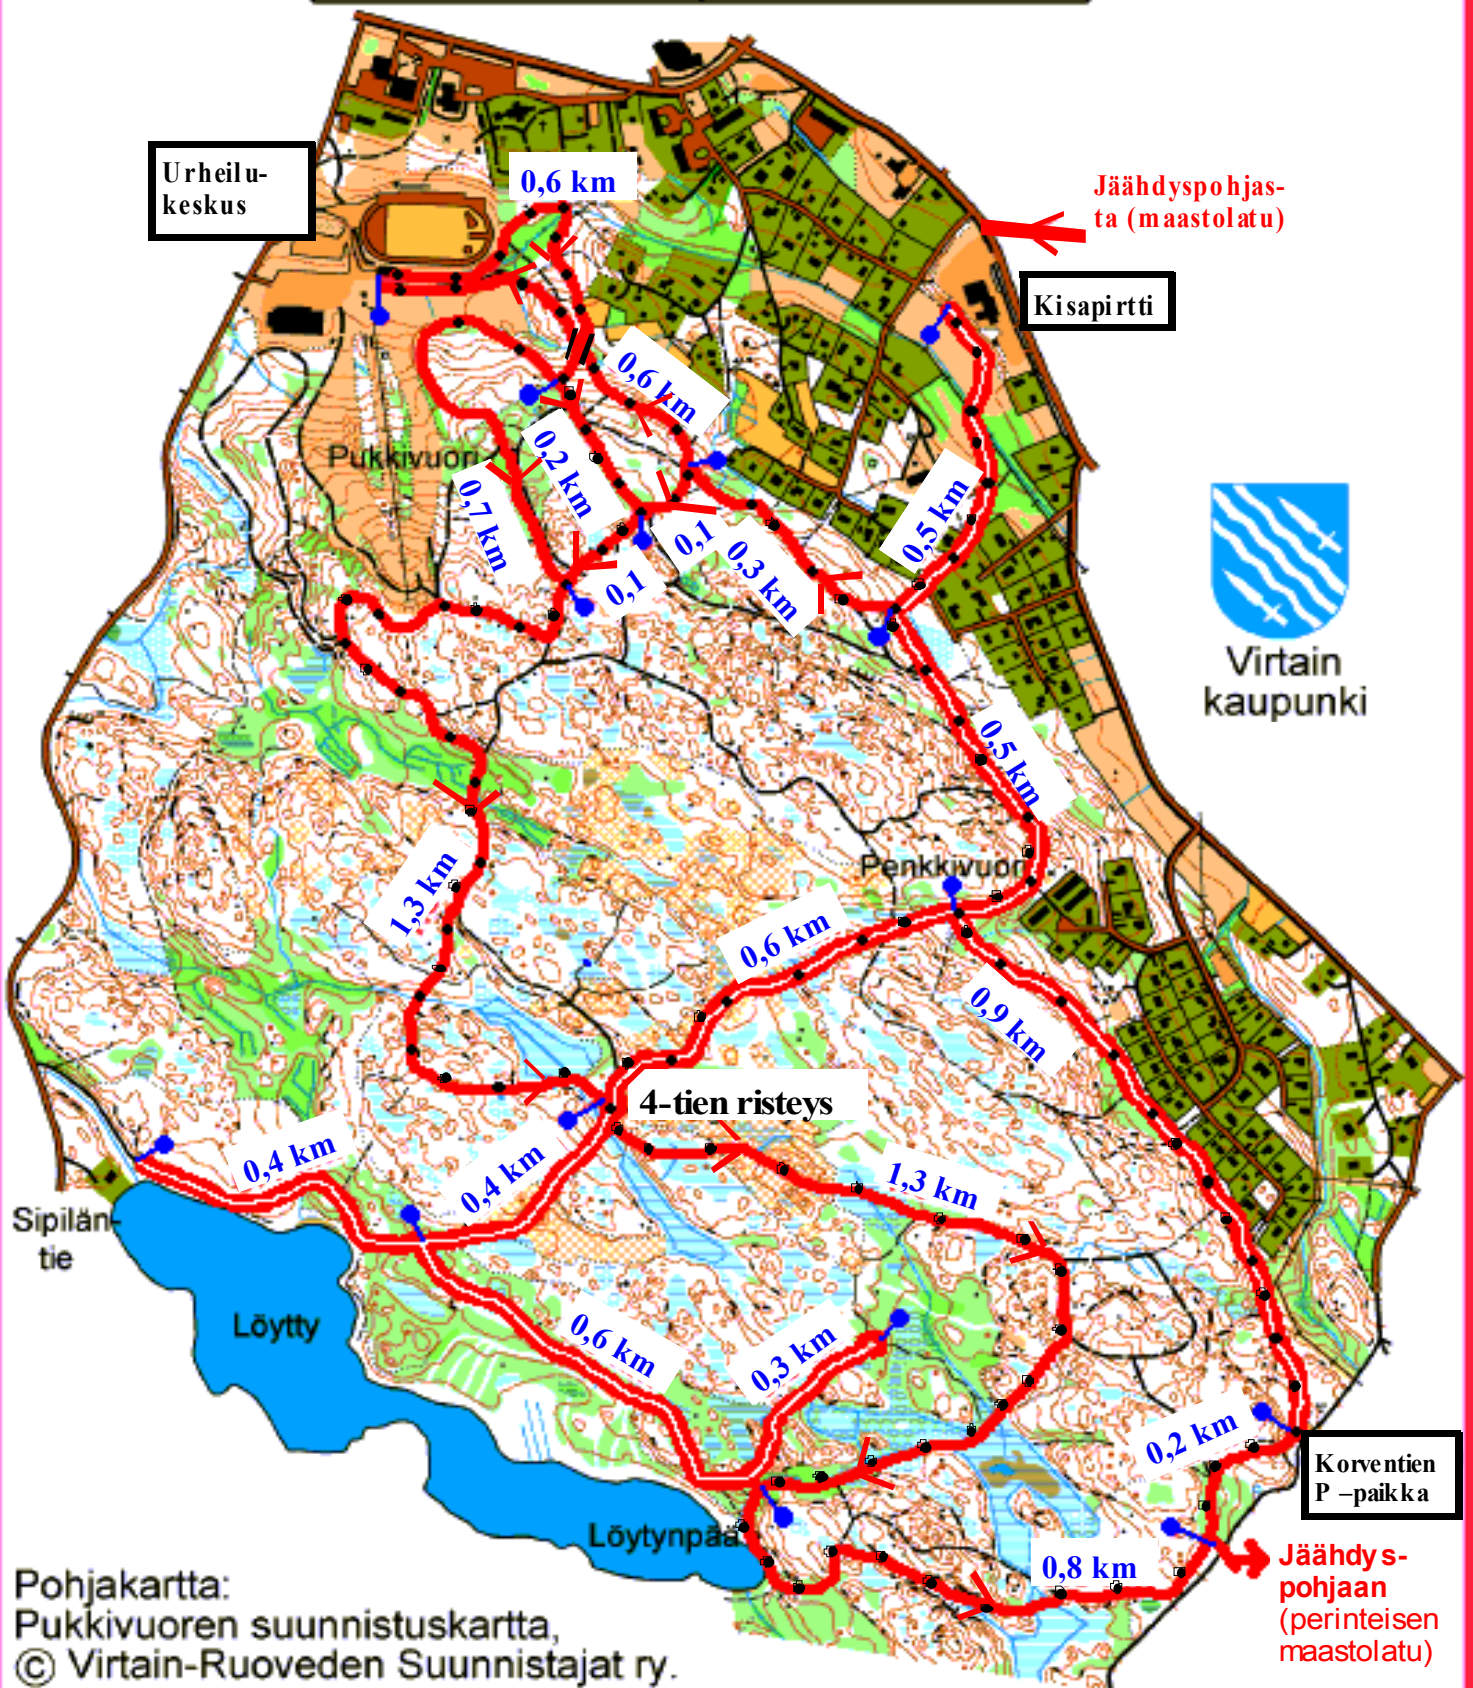 Urheilu-
keskus
0,6 km
Jäähdyspohjas-
ta (maastolatu)
Kisapirtti
0,6 km
Pukkivuori
0,2 km
0,7 km
0,5 km
0,1
0,3 km
0,1
Virtain
kaupunki
0,5 km
Penkkivuori
1,3 km
0,6 km
0,9 km
4-tien risteys
0,4 km
0,4 km
1,3 km
Sipilän-
tie
Löytty
0,6 km
0,3 km
0,2 km
Korventien
P –paikka
Löytynpää
0,8 km
Jäähdys-
pohjaan
(perinteisen
maastolatu)
Pohjakartta:
Pukkivuoren suunnistuskartta,
© Virtain-Ruoveden Suunnistajat ry.